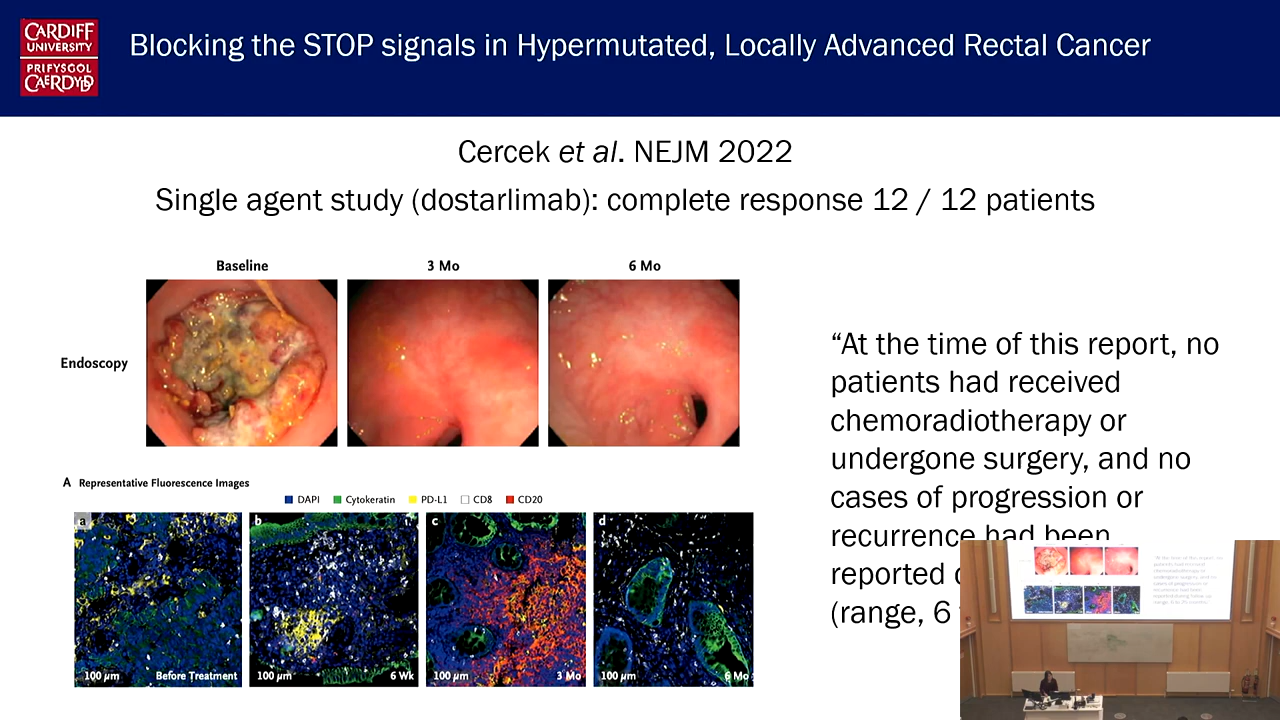 CARDIFF
UNIVERSITY
PRIFYSGOL
CAERDYDD
Blocking the STOP signals in Hypermutated, Locally Advanced Rectal Cancer
Cercek et al. NEJM 2022
Single agent study (dostarlimab): complete response 12 / 12 patients
Baseline 3 Mo 6 Mo
Endoscopy
“At the time of this report, no
patients had received
chemoradiotherapy or
undergone surgery, and no
cases of progression or
recurrence had been
reported
(range, 6
A Representative Fluorescence Images
DAPI Cytokeratin PD-L1 CD8 CD20
a b c d
100 µm Before Treatment 100 µm 6 Wk 100 µm 3 Mo 100 µm 6 Mo